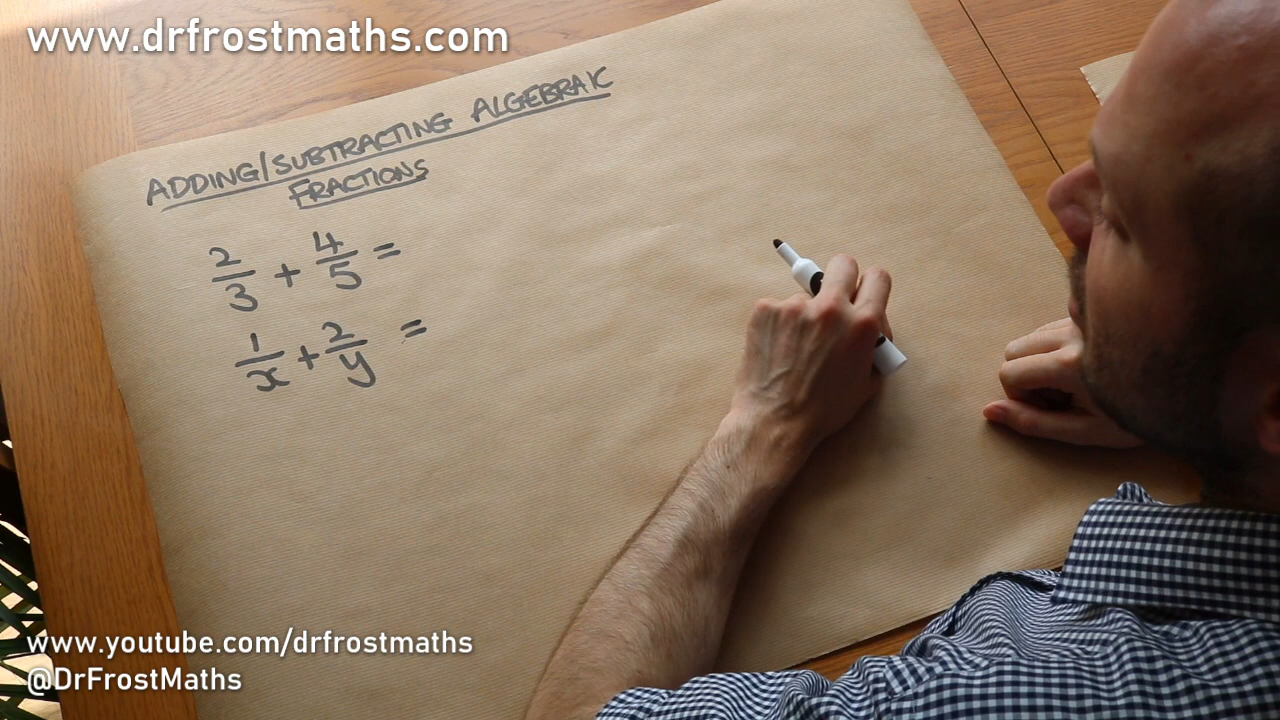 www.drfrostmaths.com
ADDING/SUBTRACTING ALGEBRAIC
FRACTIONS
2/3 + 4/5 =
1/x + 2/y =
www.youtube.com/drfrostmaths
@DrFrostMaths